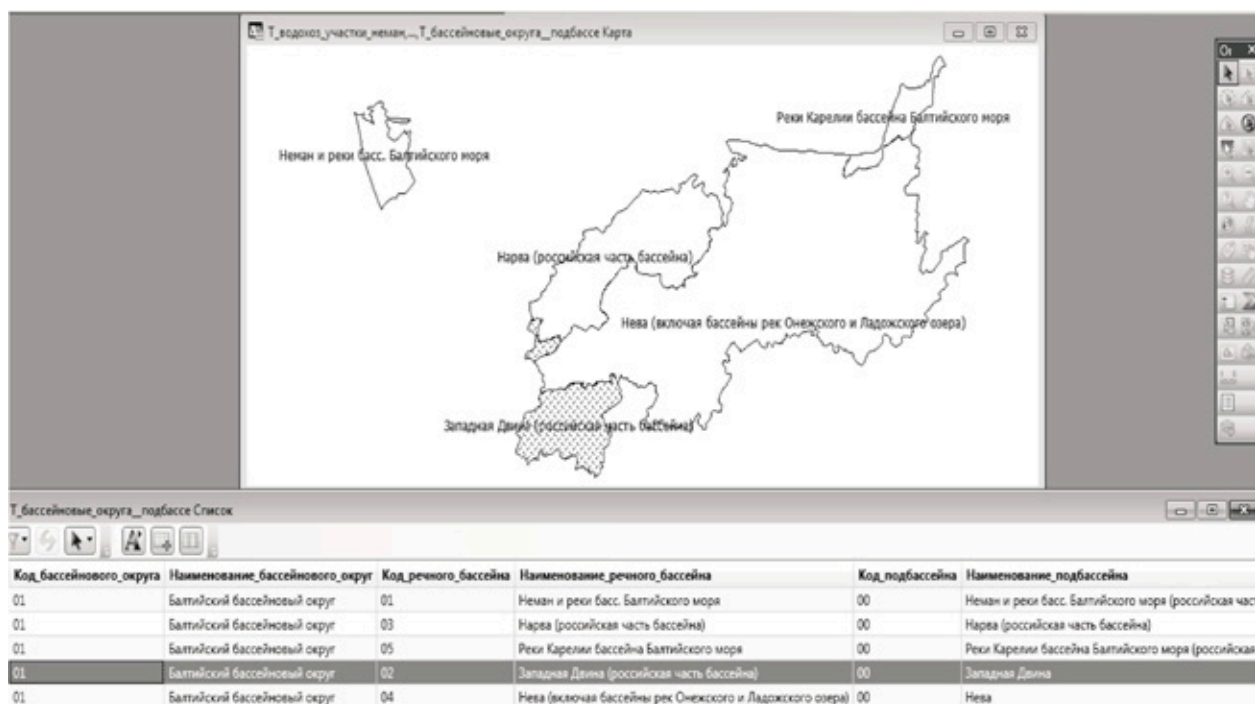 Т_водохоз_участки_неман,...,Т_бассейновые_округа__подбассе Карта
Реки Карелии бассейна Балтийского моря
Неман и реки басс. Балтийского моря
Нарва (российская часть бассейна)
Нева (включая бассейны рек Онежского и Ладожского озера)
Западная Двина (российская часть бассейна)
Т_бассейновые_округа__подбассе Список
Код_бассейнового_округа Наименование_бассейнового_округ Код_речного_бассейна Наименование_речного_бассейна Код_подбассейна Наименование_подбассейна
01 Балтийский бассейновый округ 01 Неман и реки басс. Балтийского моря 00 Неман и реки басс. Балтийского моря (российская част
01 Балтийский бассейновый округ 03 Нарва (российская часть бассейна) 00 Нарва (российская часть бассейна)
01 Балтийский бассейновый округ 05 Реки Карелии бассейна Балтийского моря 00 Реки Карелии бассейна Балтийского моря (российская
01 Балтийский бассейновый округ 02 Западная Двина (российская часть бассейна) 00 Западная Двина
01 Балтийский бассейновый округ 04 Нева (включая бассейны рек Онежского и Ладожского озера) 00 Нева